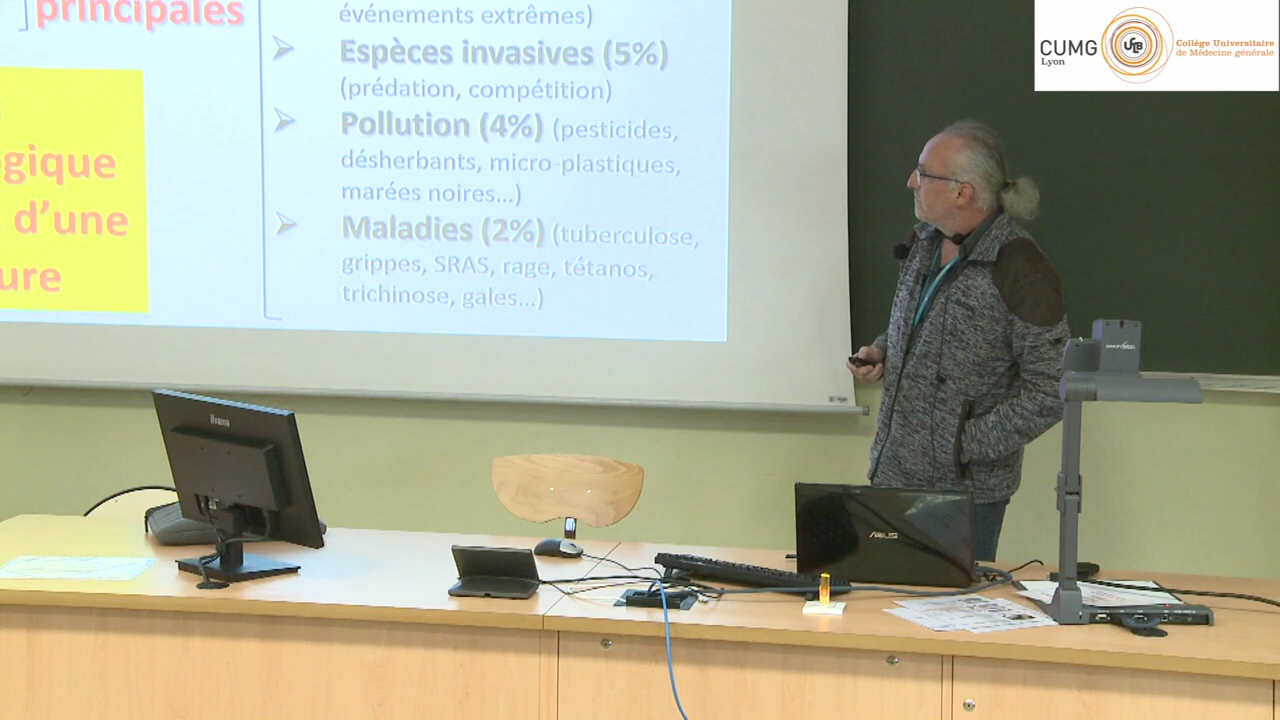 principales
événements extrêmes)
Espèces invasives (5%)
(prédation, compétition)
Pollution (4%) (pesticides,
désherbants, micro-plastiques,
marées noires...)
Maladies (2%) (tuberculose,
grippes, SRAS, rage, tétanos,
trichinose, gales...)
gique
d'une
ure
CUMG
Lyon
Collège Universitaire
de Médecine générale
iiyama
ASUS